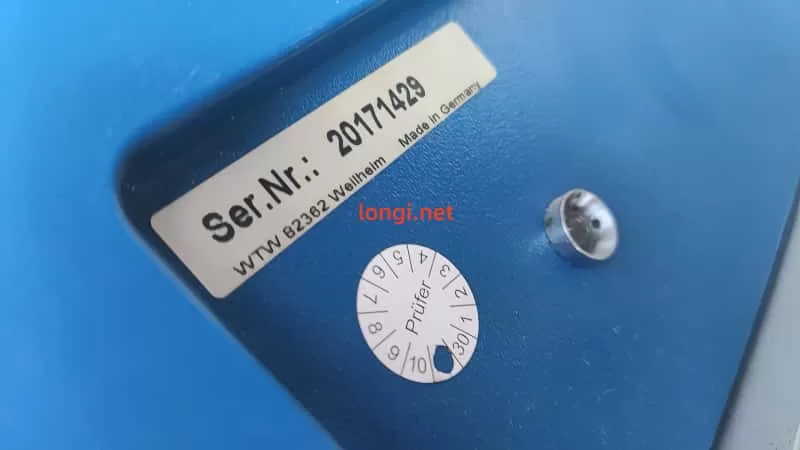 Ser.Nr.: 20171429
WTW 82362 Weilheim Made in Germany
longi.net
Prüfer
1 2 3 4 5 6 7 8 9 10 30